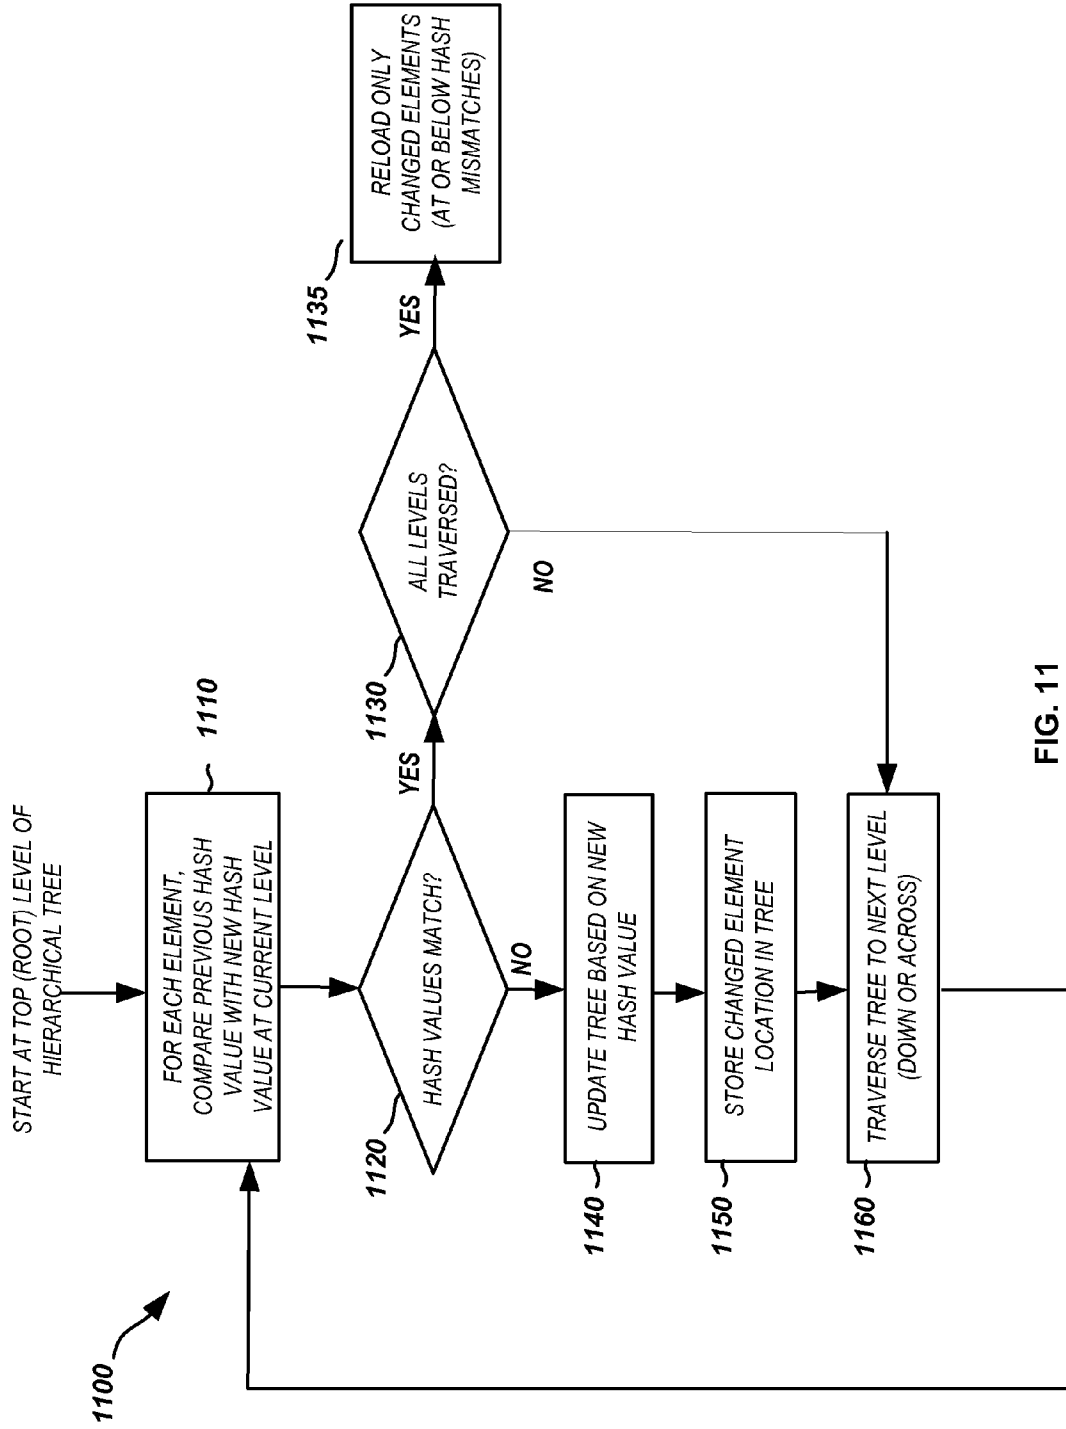 1100
START AT TOP (ROOT) LEVEL OF
HIERARCHICAL TREE
FOR EACH ELEMENT,
COMPARE PREVIOUS HASH
VALUE WITH NEW HASH
VALUE AT CURRENT LEVEL
1110
HASH VALUES MATCH?
1120
YES
NO
ALL LEVELS
TRAVERSED?
1130
YES
NO
RELOAD ONLY
CHANGED ELEMENTS
(AT OR BELOW HASH
MISMATCHES)
1135
UPDATE TREE BASED ON NEW
HASH VALUE
1140
STORE CHANGED ELEMENT
LOCATION IN TREE
1150
TRAVERSE TREE TO NEXT LEVEL
(DOWN OR ACROSS)
1160
FIG. 11